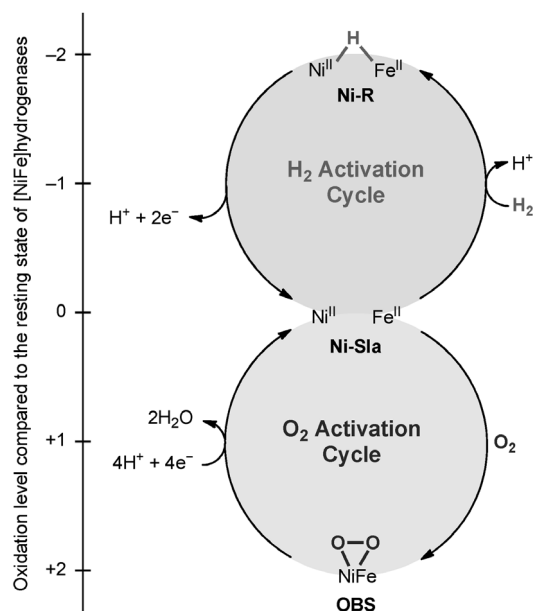 Oxidation level compared to the resting state of [NiFe]hydrogenases
–2
–1
0
+1
+2
H
Ni^II Fe^II
Ni-R
H₂ Activation
Cycle
H⁺ + 2e⁻
H⁺
H₂
Ni^II Fe^II
Ni-SIa
O₂ Activation
Cycle
2H₂O
4H⁺ + 4e⁻
O₂
O–O
NiFe
OBS